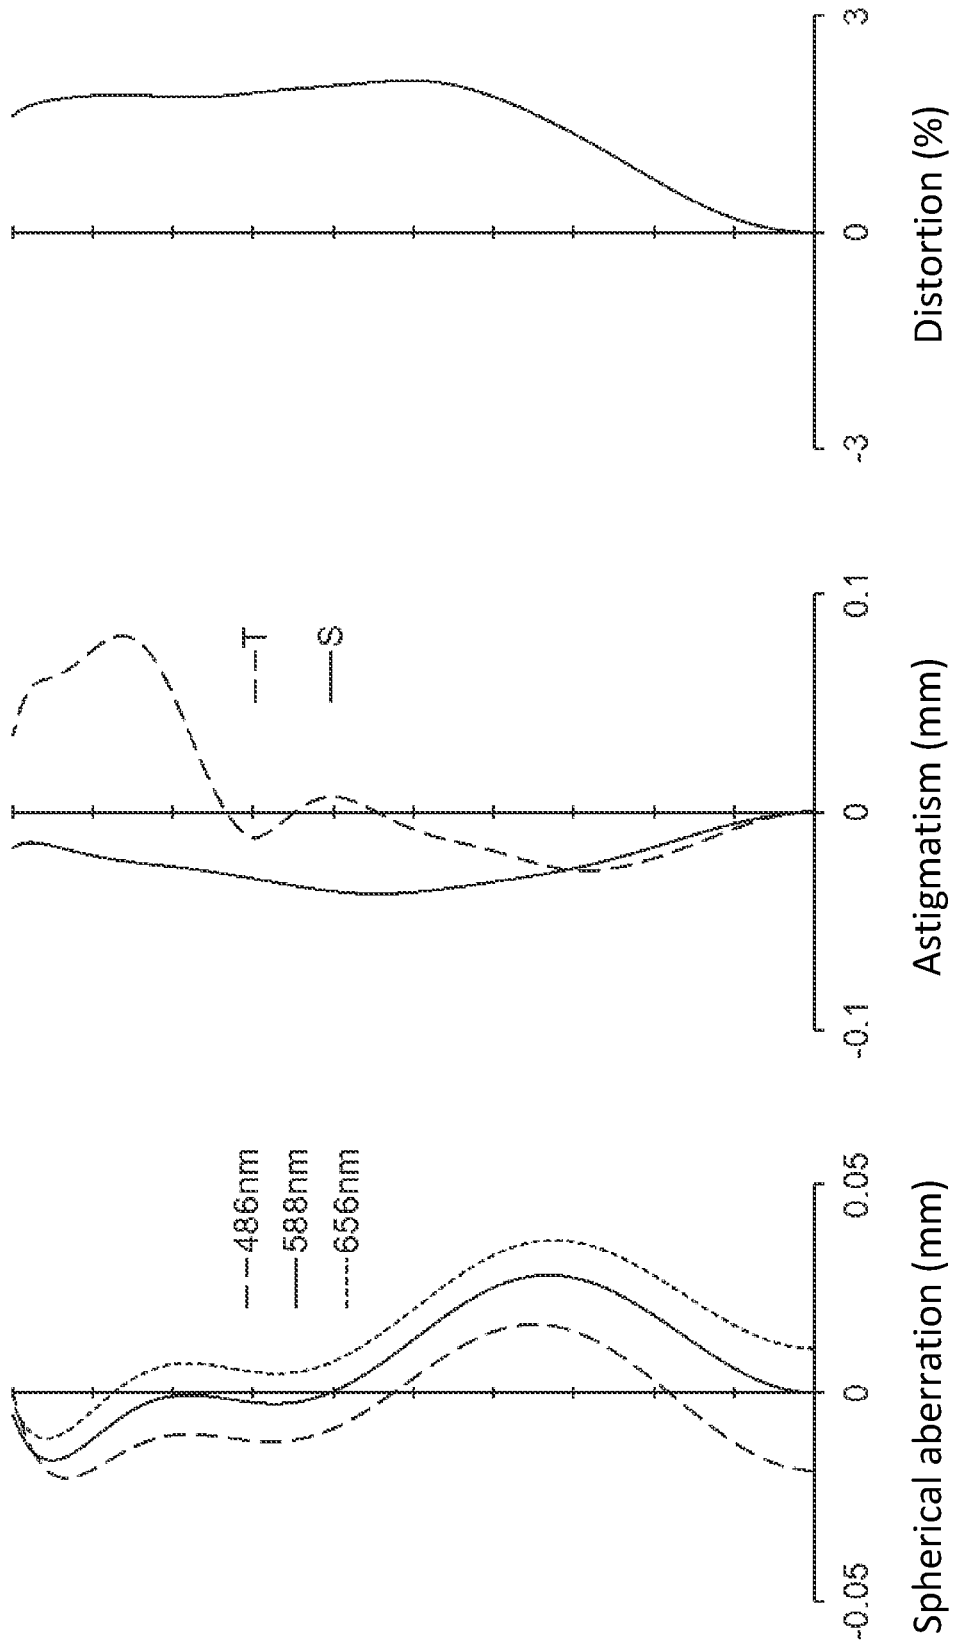 486nm
588nm
656nm
-0.05
0
0.05
Spherical aberration (mm)
T
S
-0.1
0
0.1
Astigmatism (mm)
-3
0
3
Distortion (%)